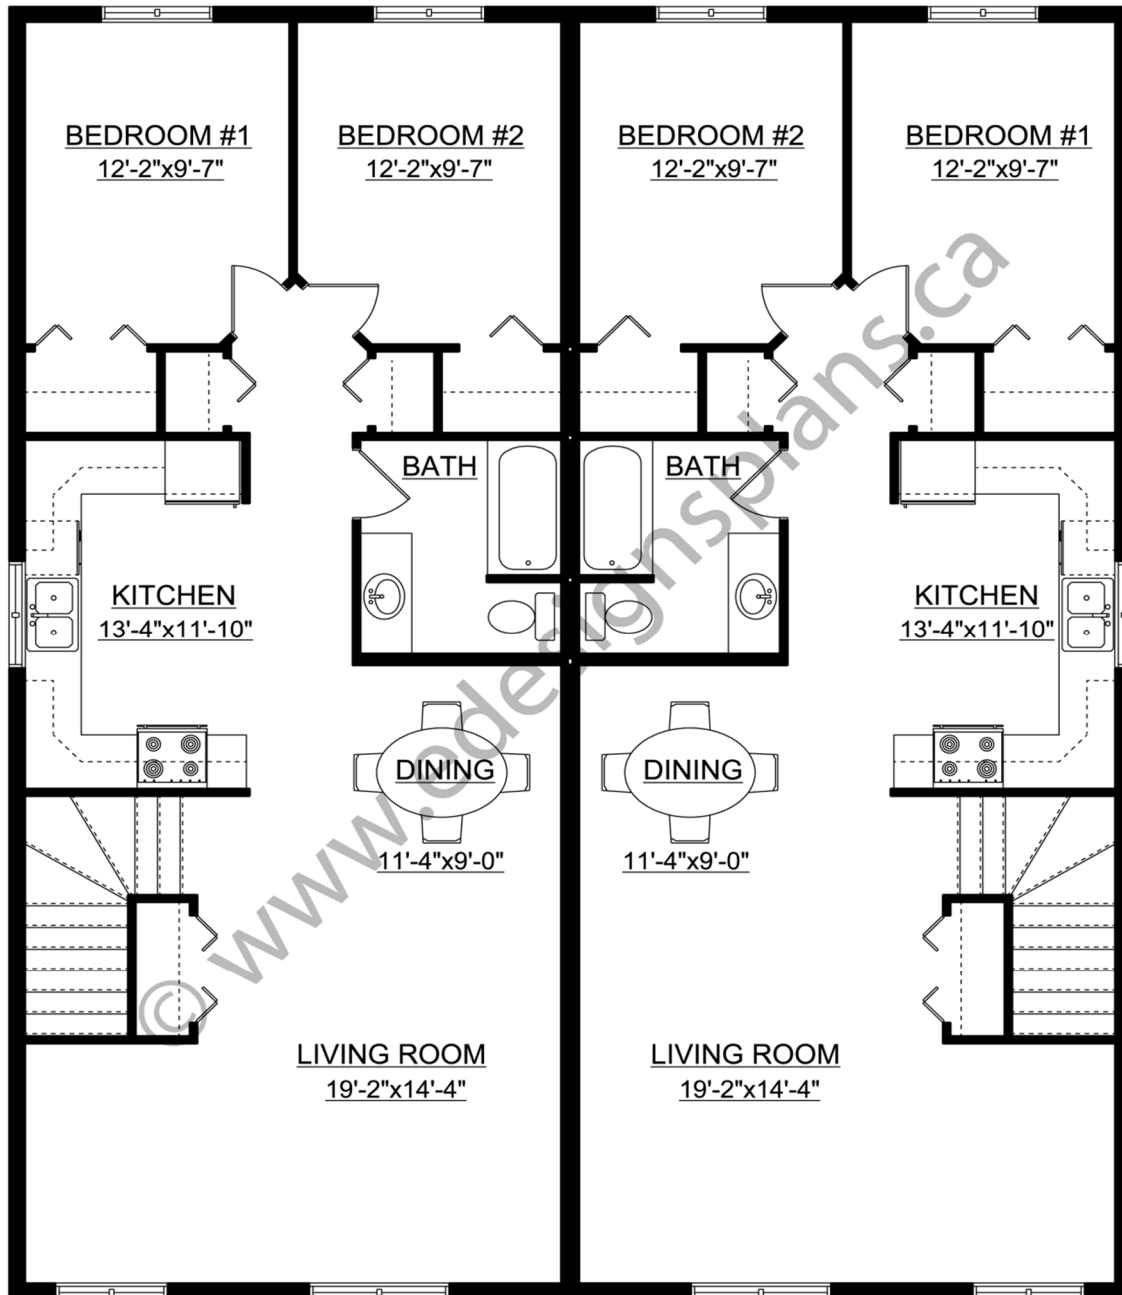 BEDROOM #1
12'-2"x9'-7"
BEDROOM #2
12'-2"x9'-7"
BEDROOM #2
12'-2"x9'-7"
BEDROOM #1
12'-2"x9'-7"
BATH
BATH
KITCHEN
13'-4"x11'-10"
KITCHEN
13'-4"x11'-10"
DINING
11'-4"x9'-0"
DINING
11'-4"x9'-0"
LIVING ROOM
19'-2"x14'-4"
LIVING ROOM
19'-2"x14'-4"
© www.edesignsplans.ca